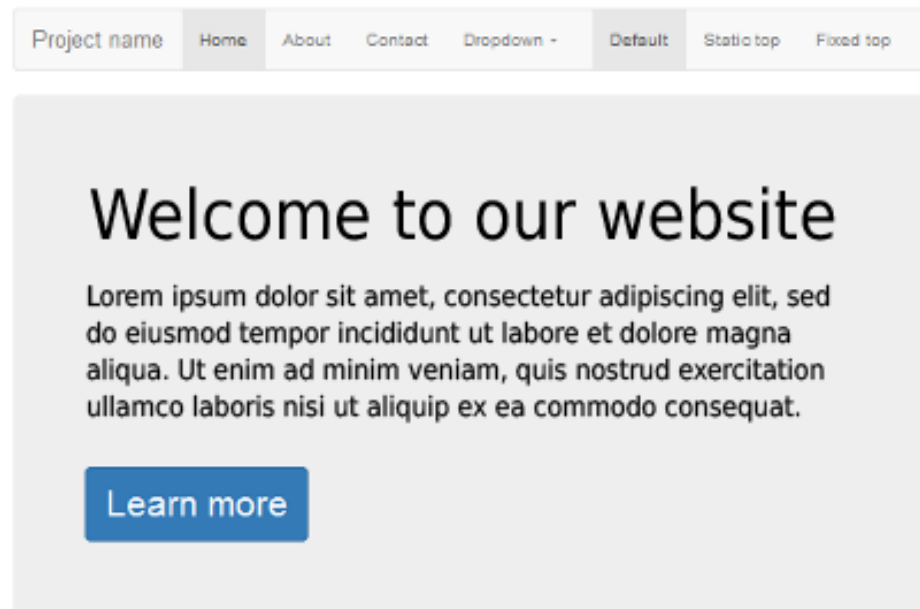 Project name Home About Contact Dropdown Default Static top Fixed top
Welcome to our website
Lorem ipsum dolor sit amet, consectetur adipiscing elit, sed
do eiusmod tempor incididunt ut labore et dolore magna
aliqua. Ut enim ad minim veniam, quis nostrud exercitation
ullamco laboris nisi ut aliquip ex ea commodo consequat.
Learn more